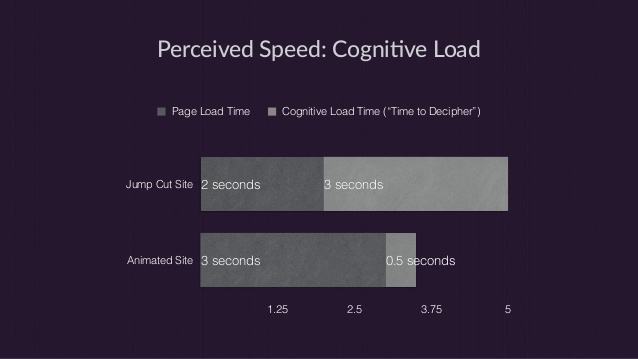 Perceived Speed: Cognitive Load
Page Load Time
Cognitive Load Time (“Time to Decipher”)
Jump Cut Site
2 seconds
3 seconds
Animated Site
3 seconds
0.5 seconds
1.25
2.5
3.75
5